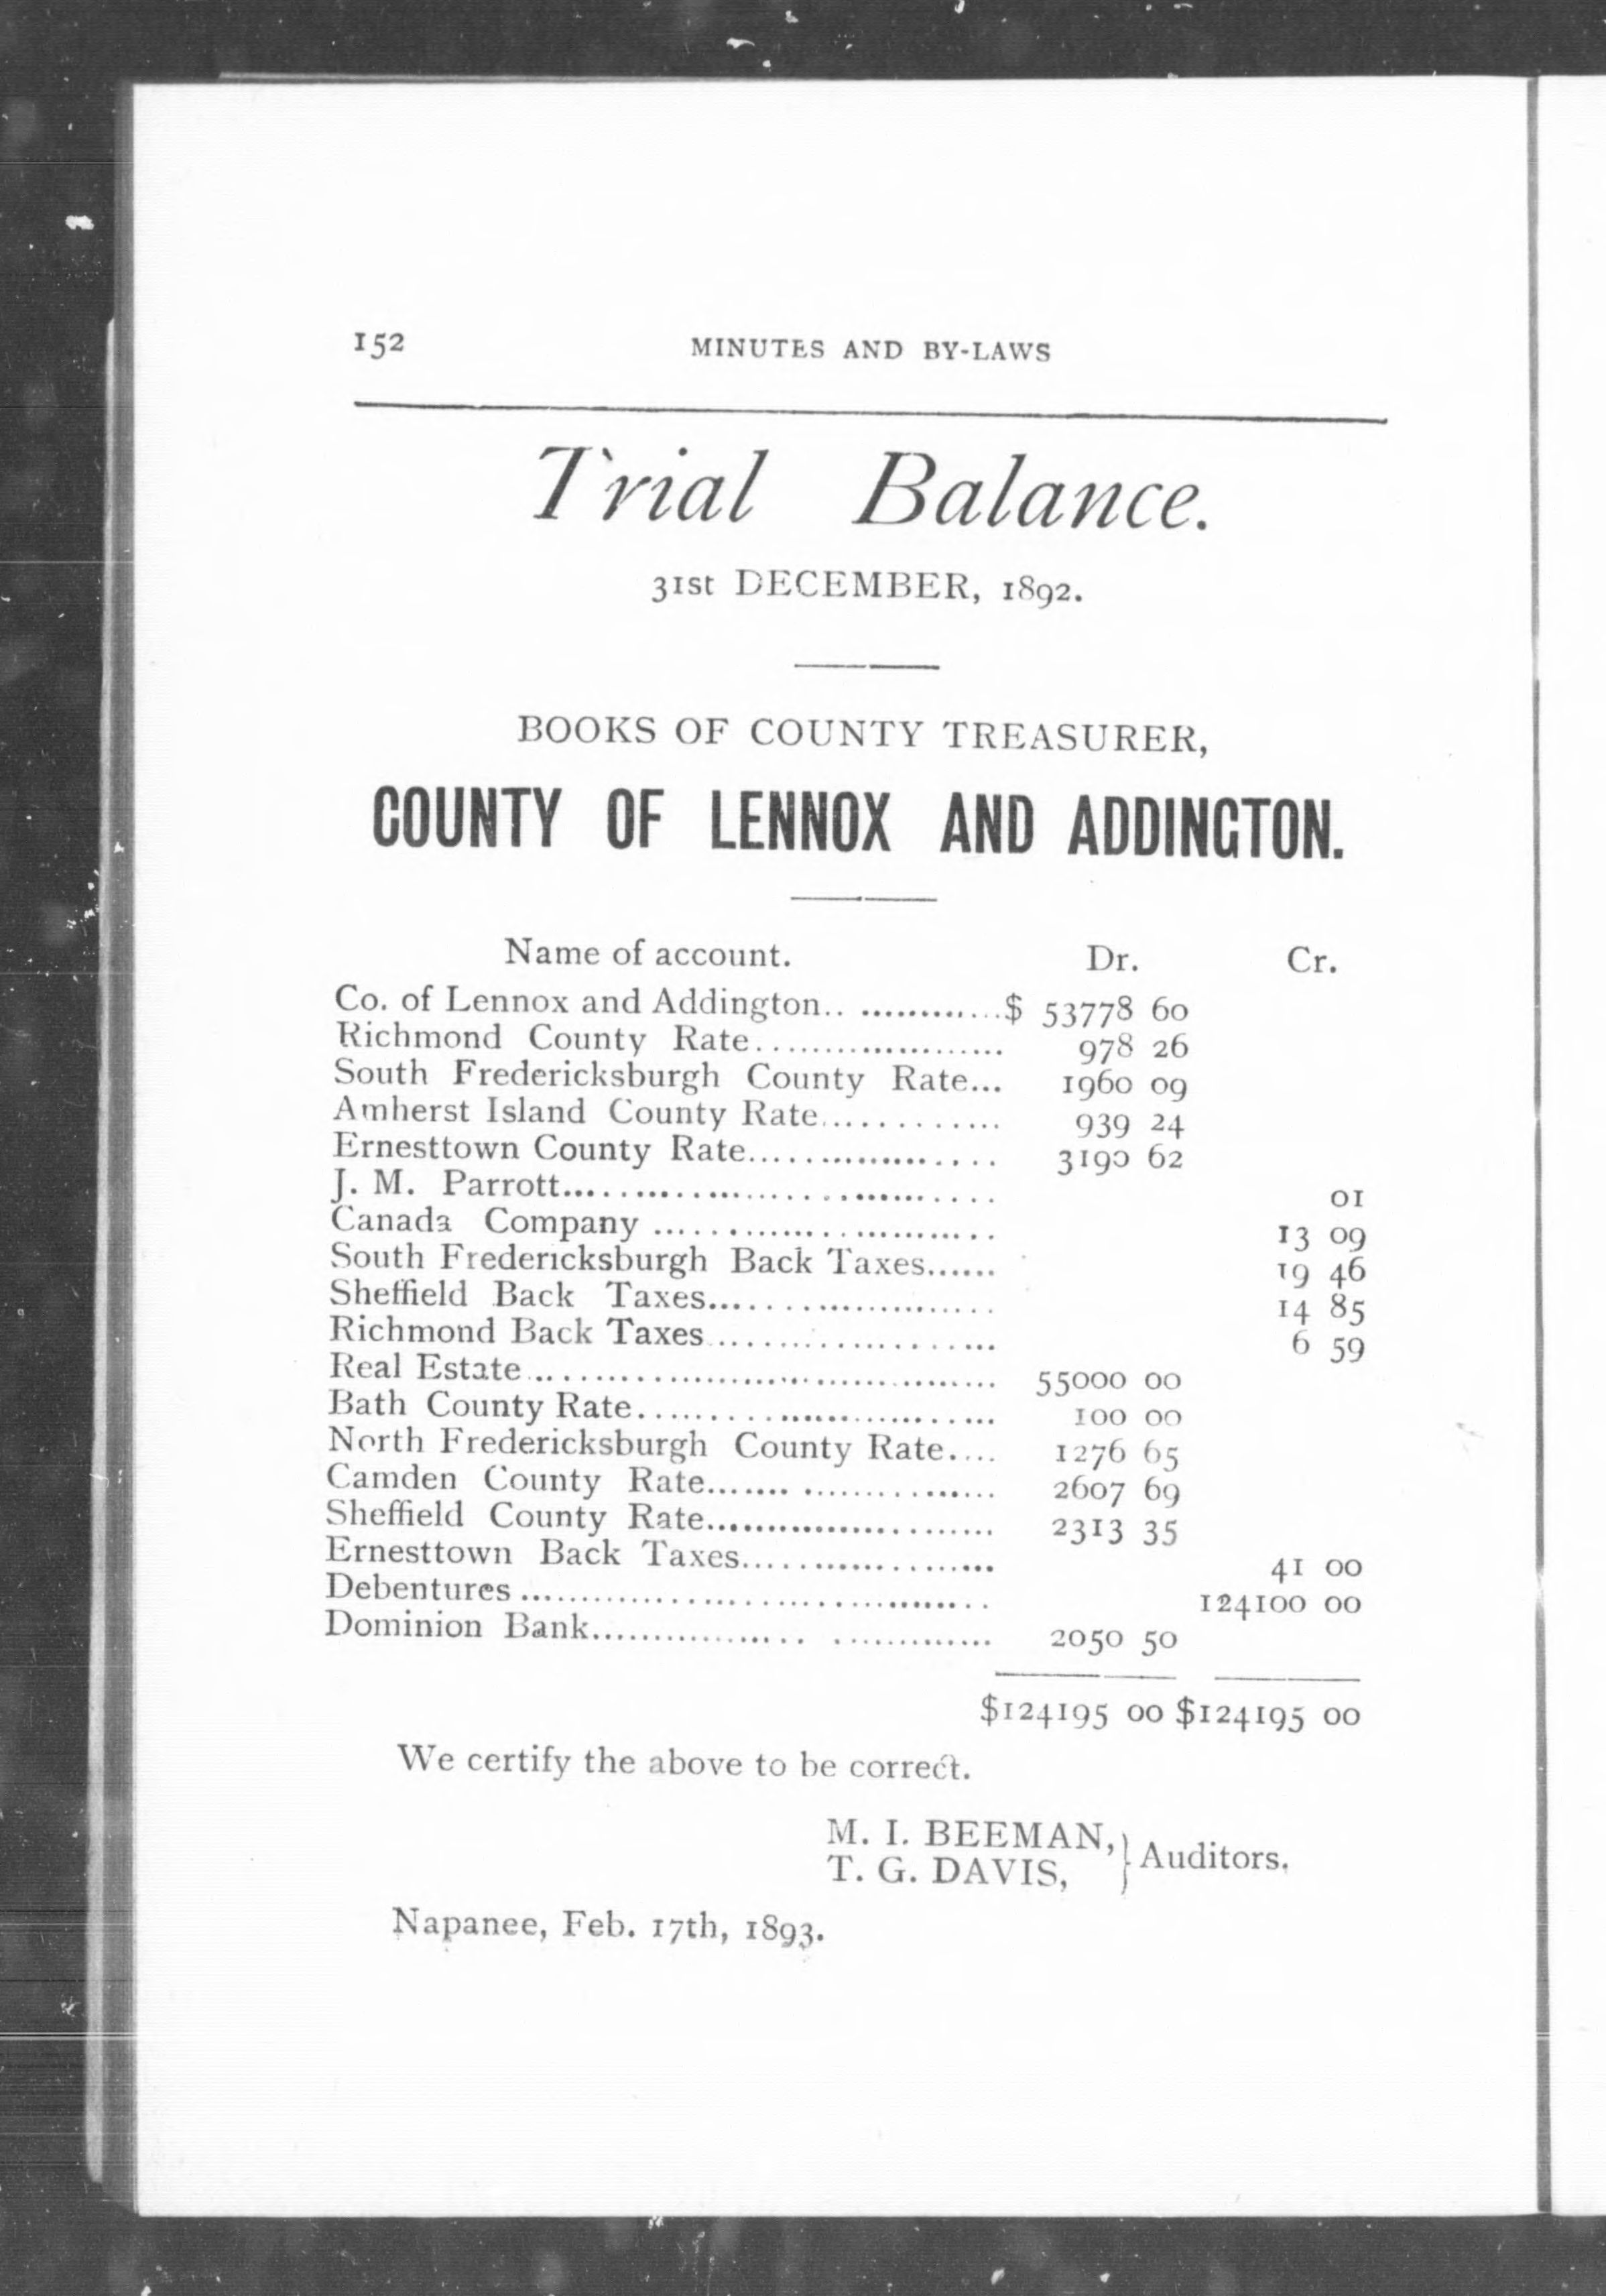 152 MINUTES AND BY-LAWS
Trial Balance.
31st DECEMBER, 1892.
BOOKS OF COUNTY TREASURER,
COUNTY OF LENNOX AND ADDINGTON.
Name of account. Dr. Cr.
Co. of Lennox and Addington.. ............$ 53778 60
Richmond County Rate..................... 978 26
South Fredericksburgh County Rate... 1960 09
Amherst Island County Rate............. 939 24
Ernesttown County Rate................... 3190 62
J. M. Parrott.................................... 01
Canada Company ............................ 13 09
South Fredericksburgh Back Taxes...... 19 46
Sheffield Back Taxes........................ 14 85
Richmond Back Taxes...................... 6 59
Real Estate....................................... 55000 00
Bath County Rate............................. 100 00
North Fredericksburgh County Rate.... 1276 65
Camden County Rate....... ................ 2607 69
Sheffield County Rate........................ 2313 35
Ernesttown Back Taxes..................... 41 00
Debentures ...................................... 124100 00
Dominion Bank.................. ............. 2050 50
$124195 00 $124195 00
We certify the above to be correct.
M. I. BEEMAN, } Auditors.
T. G. DAVIS,
Napanee, Feb. 17th, 1893.